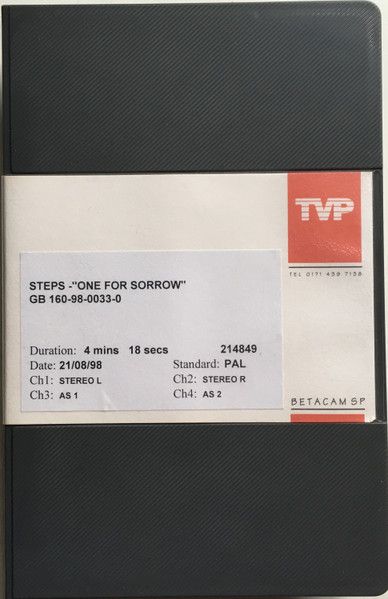 TVP
TEL 0171 439 7138
STEPS -"ONE FOR SORROW"
GB 160-98-0033-0
Duration: 4 mins 18 secs 214849
Date: 21/08/98 Standard: PAL
Ch1: STEREO L Ch2: STEREO R
Ch3: AS 1 Ch4: AS 2
BETACAM SP